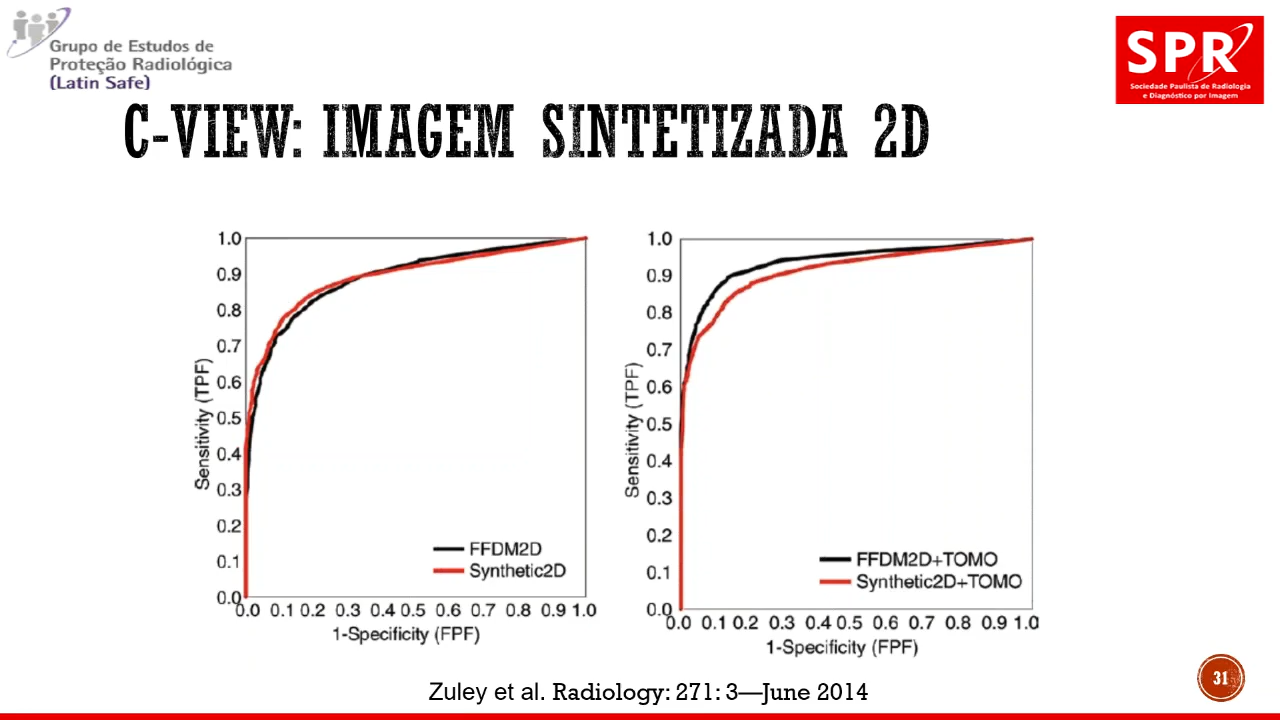 Grupo de Estudos de
Proteção Radiológica
(Latin Safe)
SPR
Sociedade Paulista de Radiologia
e Diagnóstico por Imagem
C-VIEW: IMAGEM SINTETIZADA 2D
1.0
0.9
0.8
0.7
0.6
0.5
0.4
0.3
0.2
0.1
0.0
Sensitivity (TPF)
FFDM2D
Synthetic2D
0.0 0.1 0.2 0.3 0.4 0.5 0.6 0.7 0.8 0.9 1.0
1-Specificity (FPF)
1.0
0.9
0.8
0.7
0.6
0.5
0.4
0.3
0.2
0.1
0.0
Sensitivity (TPF)
FFDM2D+TOMO
Synthetic2D+TOMO
0.0 0.1 0.2 0.3 0.4 0.5 0.6 0.7 0.8 0.9 1.0
1-Specificity (FPF)
Zuley et al. Radiology: 271: 3—June 2014
31